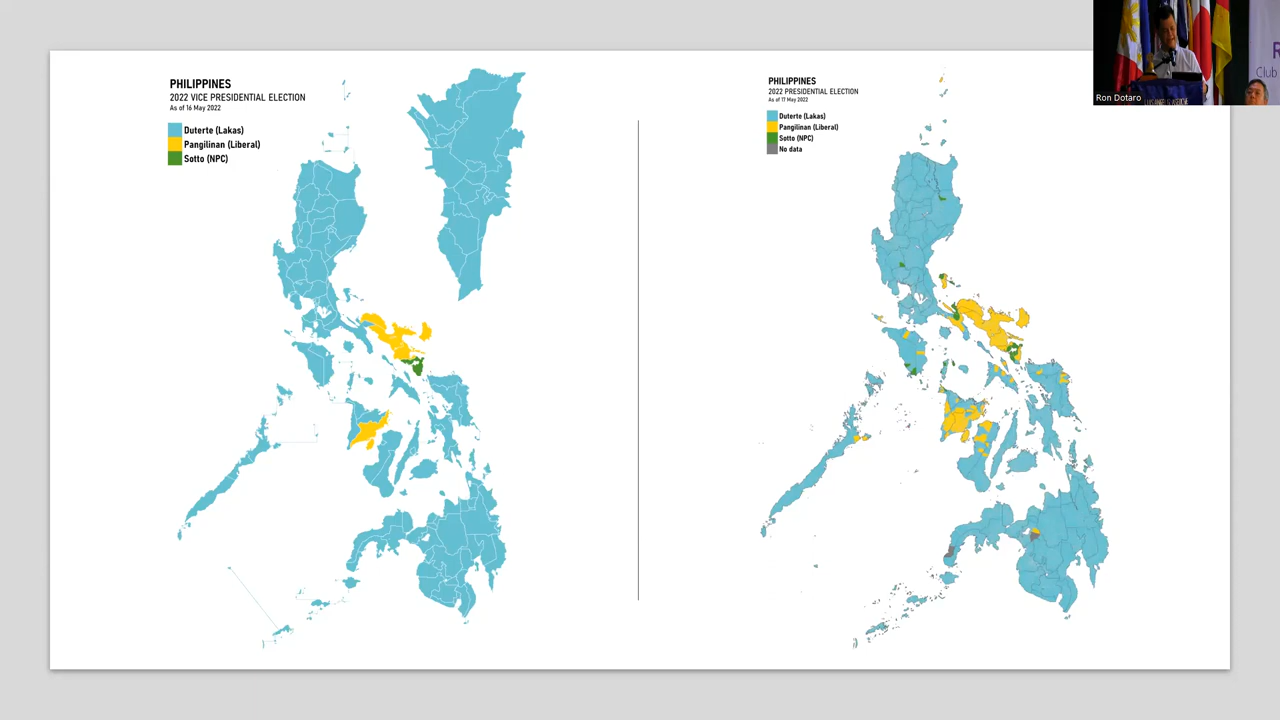 PHILIPPINES
2022 VICE PRESIDENTIAL ELECTION
As of 16 May 2022
Duterte (Lakas)
Pangilinan (Liberal)
Sotto (NPC)
PHILIPPINES
2022 PRESIDENTIAL ELECTION
As of 17 May 2022
Duterte (Lakas)
Pangilinan (Liberal)
Sotto (NPC)
No data
R
Club
Ron Dotaro